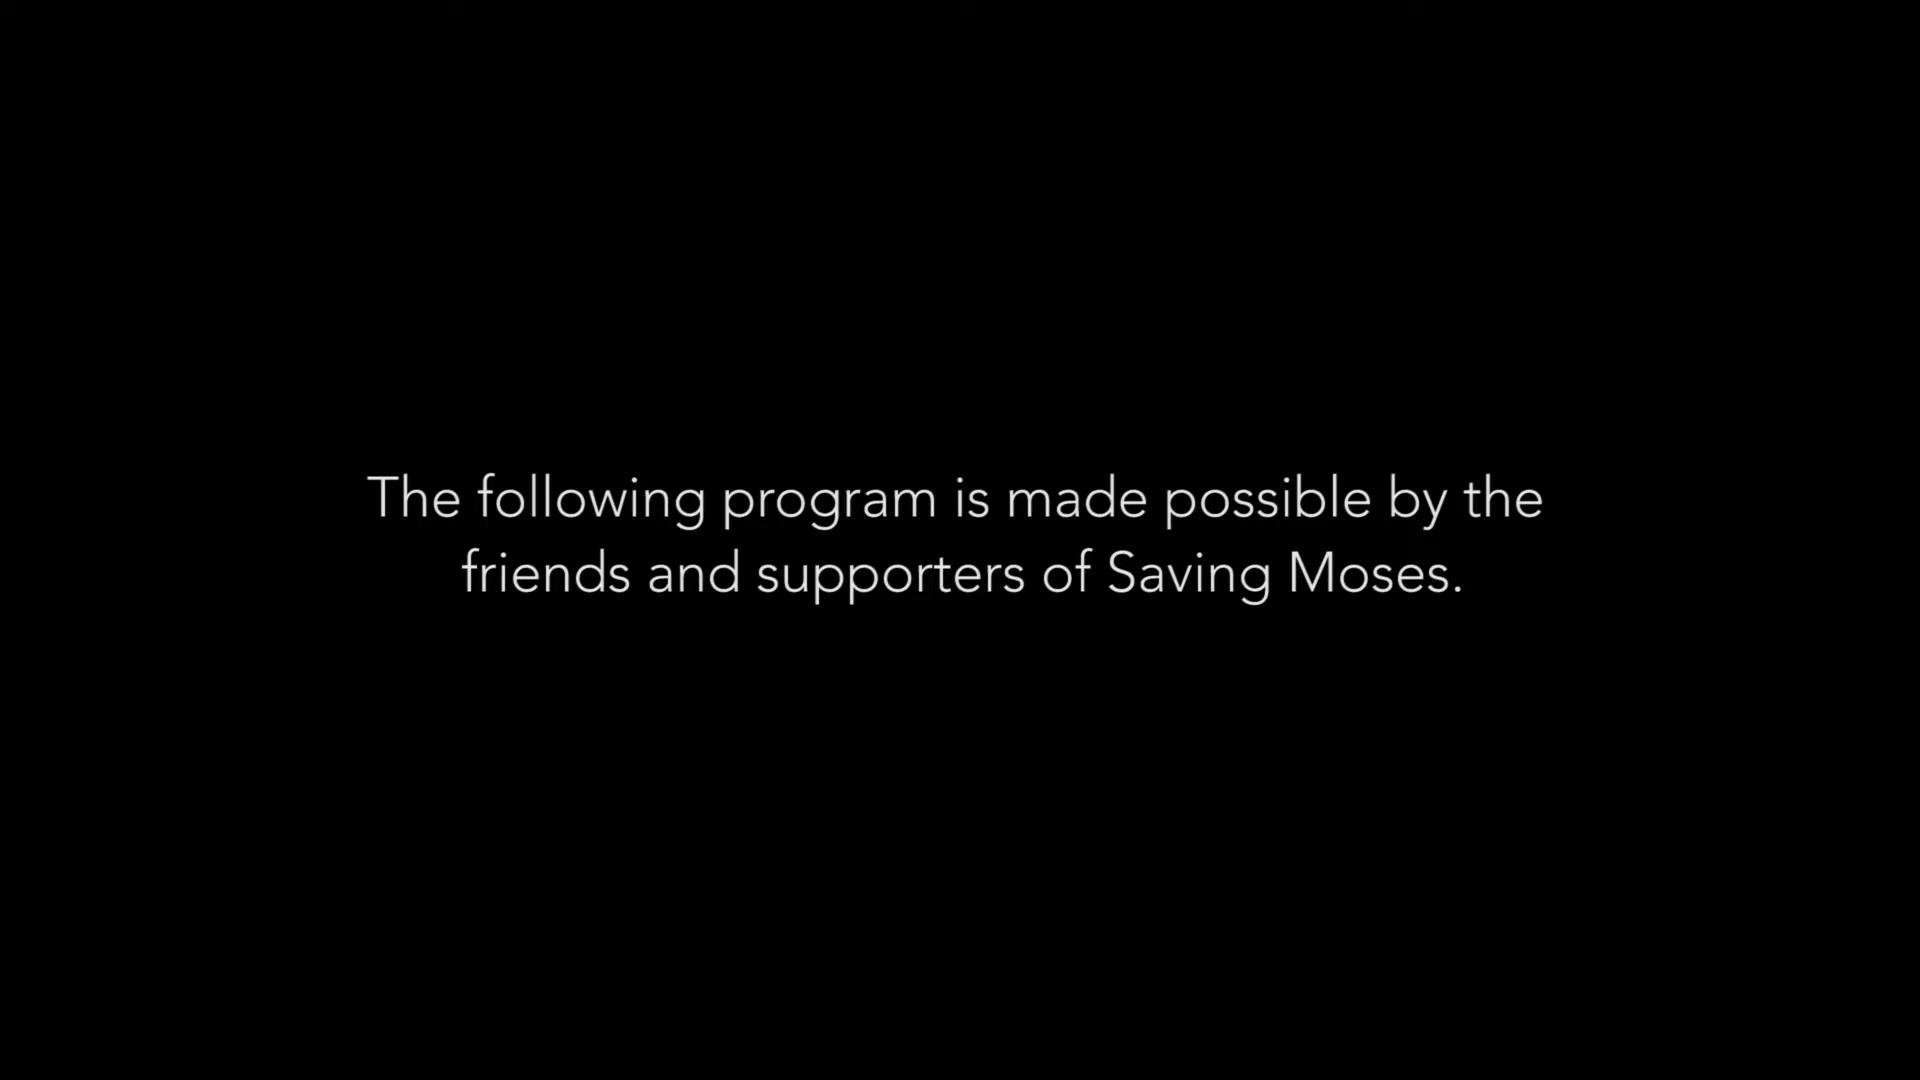 The following program is made possible by the
friends and supporters of Saving Moses.